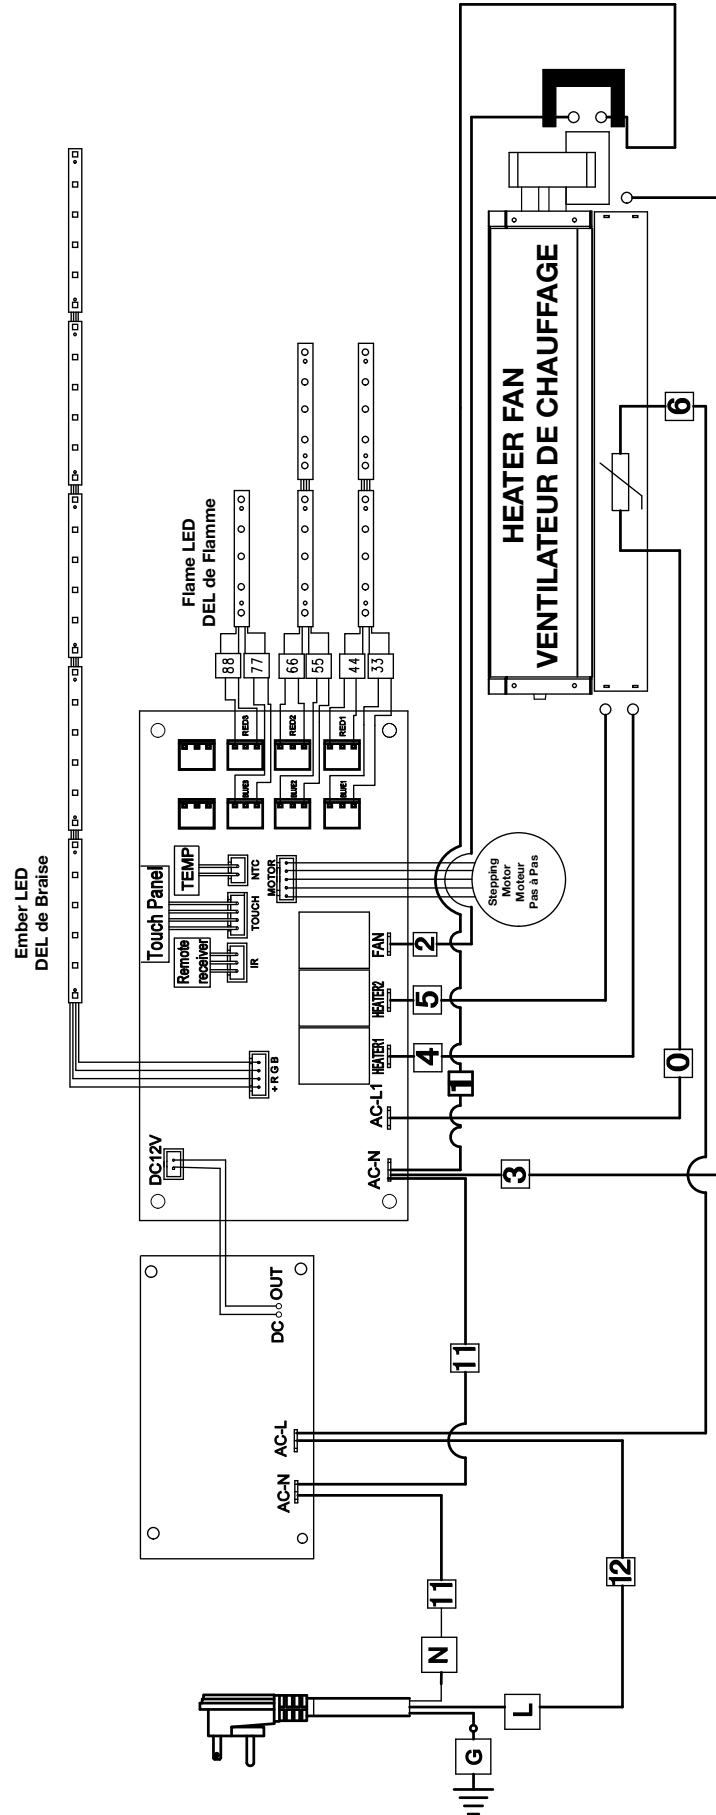 Ember LED
DEL de Braise
Flame LED
DEL de Flamme
HEATER FAN
VENTILATEUR DE CHAUFFAGE
6
88
77
66
55
44
33
RED3
RED2
RED1
BLUE3
BLUE2
BLUE1
Touch Panel
TEMP
NTC
MOTOR
TOUCH
Remote
receiver
IR
Stepping
Motor
Moteur
Pas à Pas
FAN
HEATER2
HEATER1
AC-L1
AC-N
+ R G B
DC12V
2
5
4
1
0
3
DC OUT
AC-L
AC-N
11
11
12
N
L
G